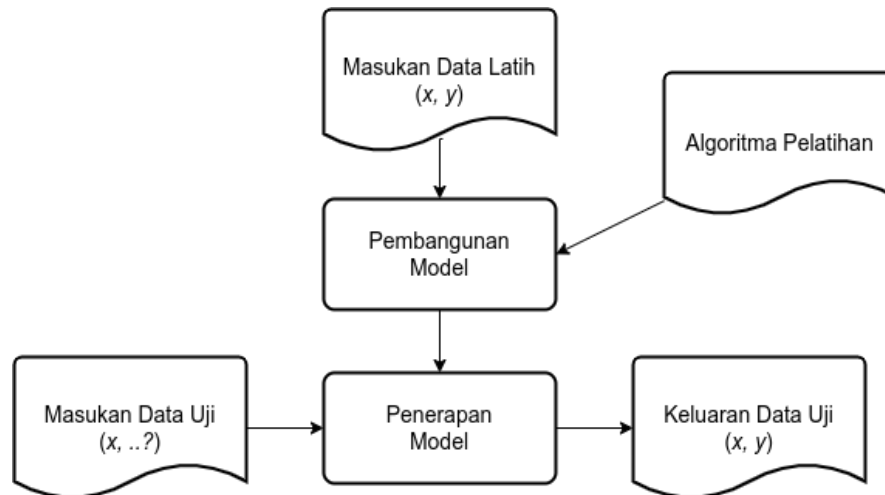 Masukan Data Latih
(x, y)
Algoritma Pelatihan
Pembangunan
Model
Masukan Data Uji
(x, ..?)
Penerapan
Model
Keluaran Data Uji
(x, y)